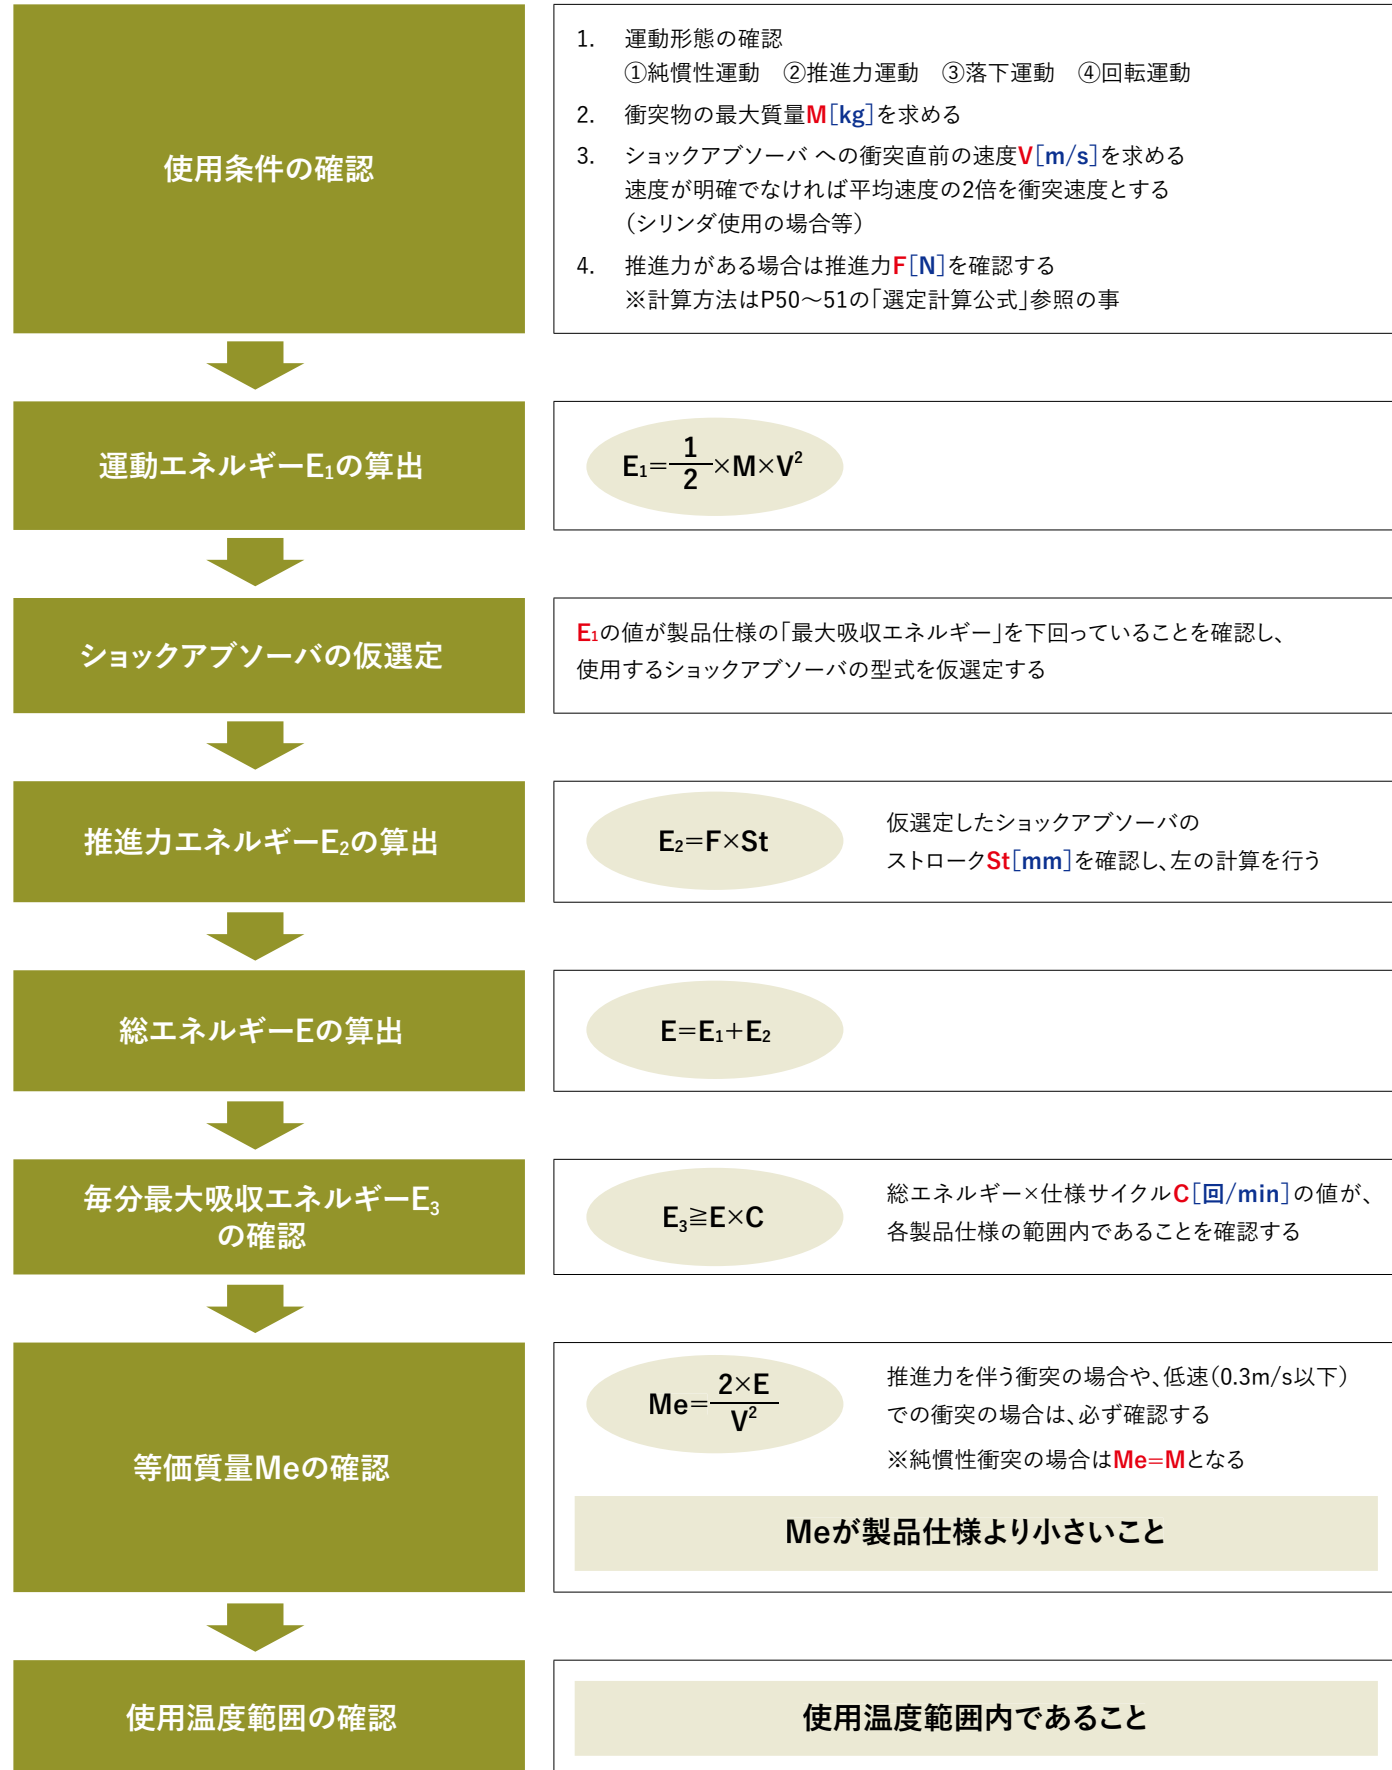 使用条件の確認
1. 運動形態の確認
①純慣性運動 ②推進力運動 ③落下運動 ④回転運動
2. 衝突物の最大質量M[kg]を求める
3. ショックアブソーバ への衝突直前の速度V[m/s]を求める
速度が明確でなければ平均速度の2倍を衝突速度とする
（シリンダ使用の場合等）
4. 推進力がある場合は推進力F[N]を確認する
※計算方法はP50〜51の「選定計算公式」参照の事
運動エネルギーE₁の算出
E₁=1/2×M×V²
ショックアブソーバの仮選定
E₁の値が製品仕様の「最大吸収エネルギー」を下回っていることを確認し、
使用するショックアブソーバの型式を仮選定する
推進力エネルギーE₂の算出
E₂=F×St
仮選定したショックアブソーバの
ストロークSt[mm]を確認し、左の計算を行う
総エネルギーEの算出
E=E₁+E₂
毎分最大吸収エネルギーE₃
の確認
E₃≧E×C
総エネルギー×仕様サイクルC[回/min]の値が、
各製品仕様の範囲内であることを確認する
等価質量Meの確認
Me=2×E/V²
推進力を伴う衝突の場合や、低速（0.3m/s以下）
での衝突の場合は、必ず確認する
※純慣性衝突の場合はMe=Mとなる
Meが製品仕様より小さいこと
使用温度範囲の確認
使用温度範囲内であること